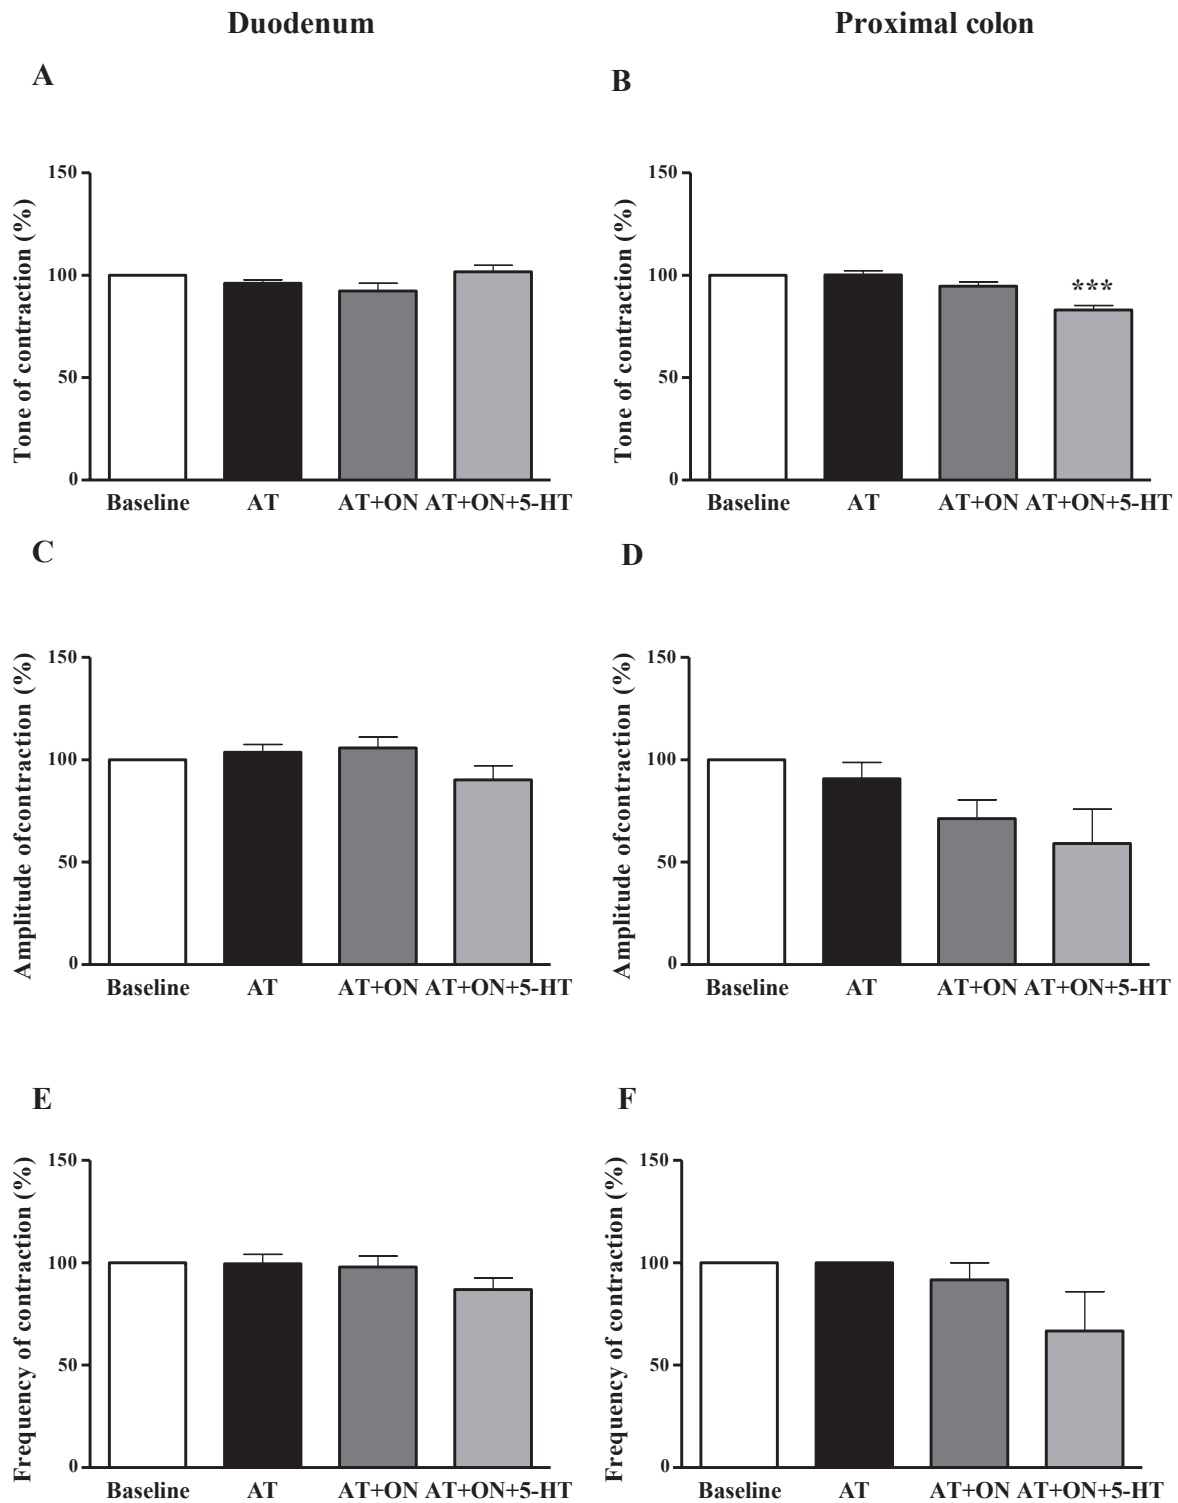 Duodenum
Proximal colon
A
B
Tone of contraction (%)
150
100
50
0
Baseline AT AT+ON AT+ON+5-HT
Tone of contraction (%)
150
100
50
0
***
Baseline AT AT+ON AT+ON+5-HT
C
D
Amplitude of contraction (%)
150
100
50
0
Baseline AT AT+ON AT+ON+5-HT
Amplitude of contraction (%)
150
100
50
0
Baseline AT AT+ON AT+ON+5-HT
E
F
Frequency of contraction (%)
150
100
50
0
Baseline AT AT+ON AT+ON+5-HT
Frequency of contraction (%)
150
100
50
0
Baseline AT AT+ON AT+ON+5-HT